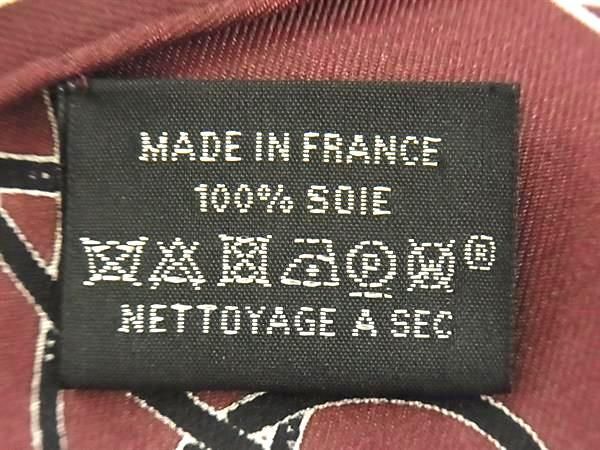 MADE IN FRANCE
100% SOIE
P W ®
NETTOYAGE A SEC